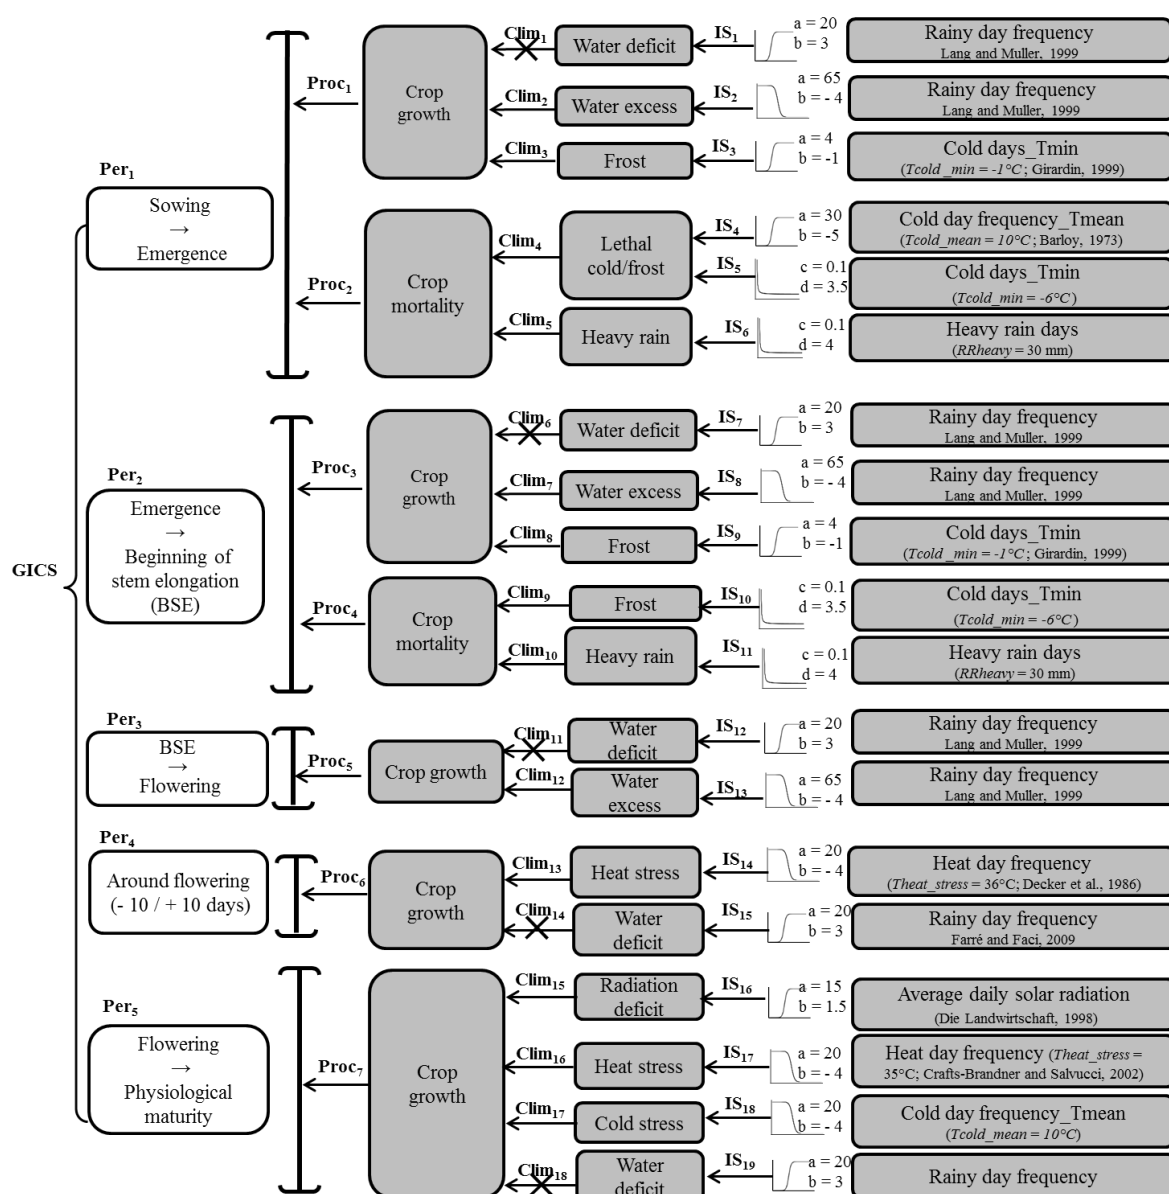 GICS
Per1
Sowing
→
Emergence
Proc1
Crop
growth
Clim1
Water deficit
IS1
a = 20
b = 3
Rainy day frequency
Lang and Muller, 1999
Clim2
Water excess
IS2
a = 65
b = - 4
Rainy day frequency
Lang and Muller, 1999
Clim3
Frost
IS3
a = 4
b = -1
Cold days_Tmin
(Tcold _min = -1°C; Girardin, 1999)
Proc2
Crop
mortality
Clim4
Lethal
cold/frost
IS4
a = 30
b = -5
Cold day frequency_Tmean
(Tcold_mean = 10°C; Barloy, 1973)
IS5
c = 0.1
d = 3.5
Cold days_Tmin
(Tcold_min = -6°C)
Clim5
Heavy rain
IS6
c = 0.1
d = 4
Heavy rain days
(RRheavy = 30 mm)
Per2
Emergence
→
Beginning of
stem elongation
(BSE)
Proc3
Crop
growth
Clim6
Water deficit
IS7
a = 20
b = 3
Rainy day frequency
Lang and Muller, 1999
Clim7
Water excess
IS8
a = 65
b = - 4
Rainy day frequency
Lang and Muller, 1999
Clim8
Frost
IS9
a = 4
b = -1
Cold days_Tmin
(Tcold_min = -1°C; Girardin, 1999)
Proc4
Crop
mortality
Clim9
Frost
IS10
c = 0.1
d = 3.5
Cold days_Tmin
(Tcold_min = -6°C)
Clim10
Heavy rain
IS11
c = 0.1
d = 4
Heavy rain days
(RRheavy = 30 mm)
Per3
BSE
→
Flowering
Proc5
Crop growth
Clim11
Water
deficit
IS12
a = 20
b = 3
Rainy day frequency
Lang and Muller, 1999
Clim12
Water
excess
IS13
a = 65
b = - 4
Rainy day frequency
Lang and Muller, 1999
Per4
Around flowering
(- 10 / + 10 days)
Proc6
Crop
growth
Clim13
Heat stress
IS14
a = 20
b = - 4
Heat day frequency
(Theat_stress = 36°C; Decker et al., 1986)
Clim14
Water
deficit
IS15
a = 20
b = 3
Rainy day frequency
Farré and Faci, 2009
Per5
Flowering
→
Physiological
maturity
Proc7
Crop
growth
Clim15
Radiation
deficit
IS16
a = 15
b = 1.5
Average daily solar radiation
(Die Landwirtschaft, 1998)
Clim16
Heat stress
IS17
a = 20
b = - 4
Heat day frequency (Theat_stress =
35°C; Crafts-Brandner and Salvucci, 2002)
Clim17
Cold stress
IS18
a = 20
b = - 4
Cold day frequency_Tmean
(Tcold_mean = 10°C)
Clim18
Water
deficit
IS19
a = 20
b = 3
Rainy day frequency